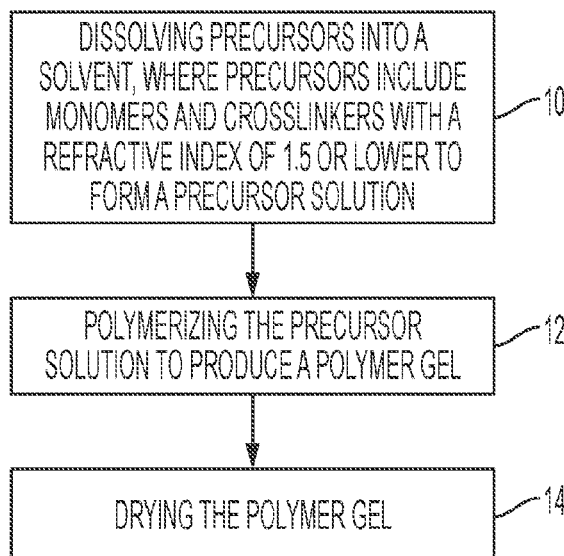 DISSOLVING PRECURSORS INTO A
SOLVENT, WHERE PRECURSORS INCLUDE
MONOMERS AND CROSSLINKERS WITH A
REFRACTIVE INDEX OF 1.5 OR LOWER TO
FORM A PRECURSOR SOLUTION
10
POLYMERIZING THE PRECURSOR
SOLUTION TO PRODUCE A POLYMER GEL
12
DRYING THE POLYMER GEL
14